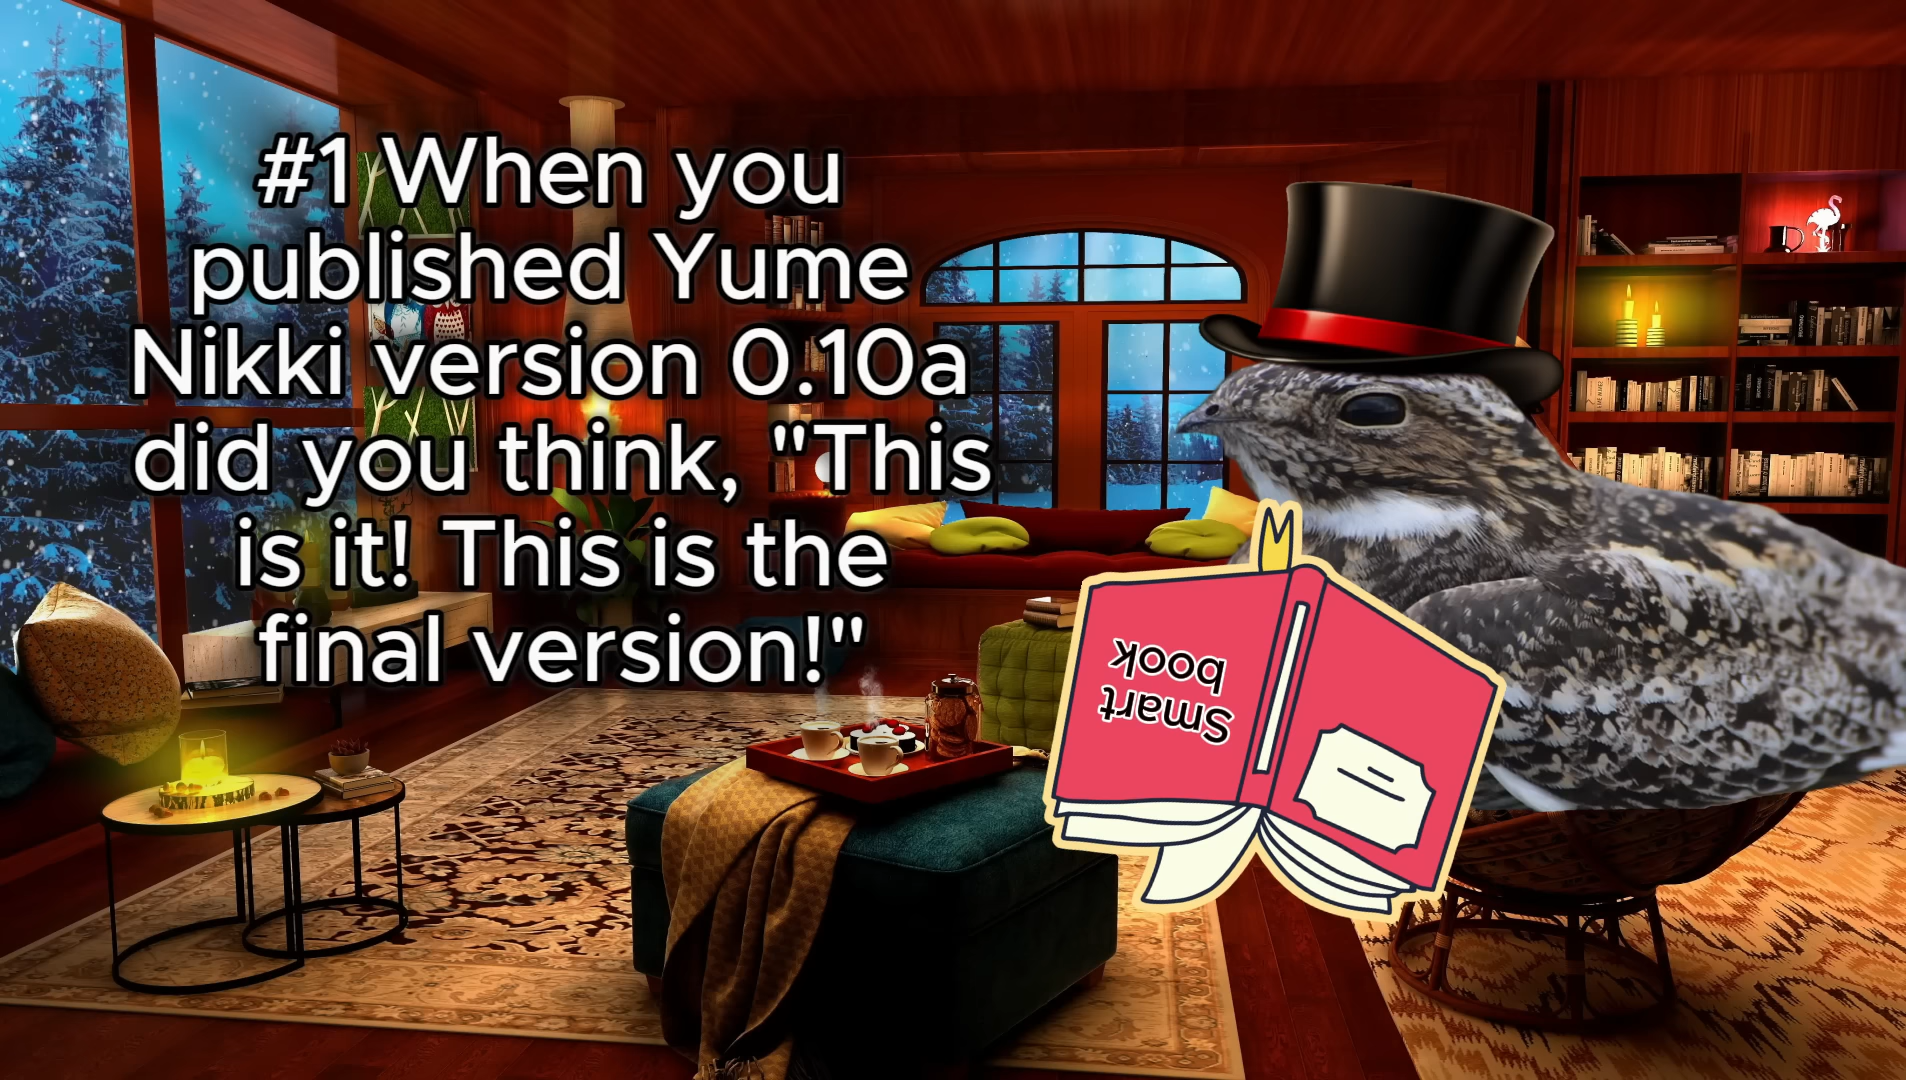 #1 When you
published Yume
Nikki version 0.10a
did you think, "This
is it! This is the
final version!"
Smart
book